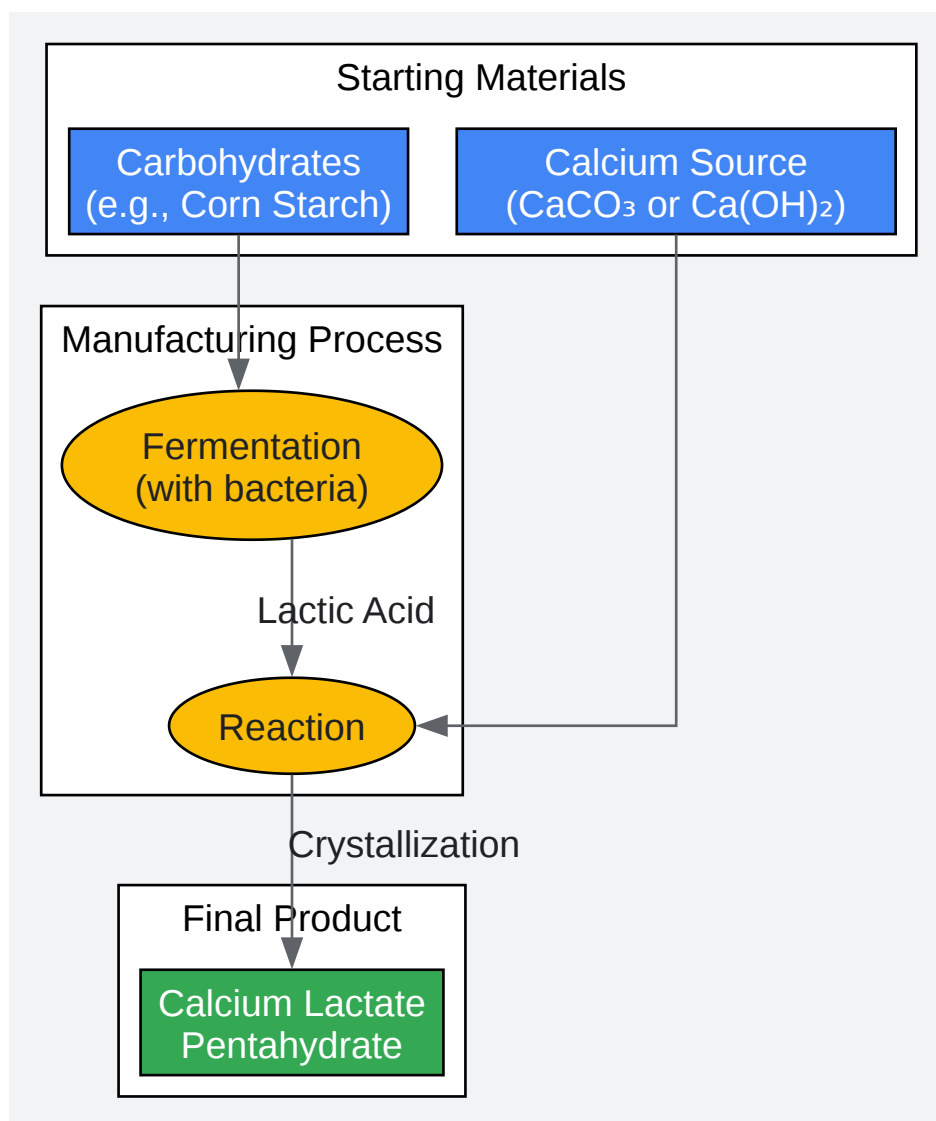 Starting Materials
Carbohydrates
(e.g., Corn Starch)
Calcium Source
(CaCO₃ or Ca(OH)₂)
Manufacturing Process
Fermentation
(with bacteria)
Lactic Acid
Reaction
Crystallization
Final Product
Calcium Lactate
Pentahydrate